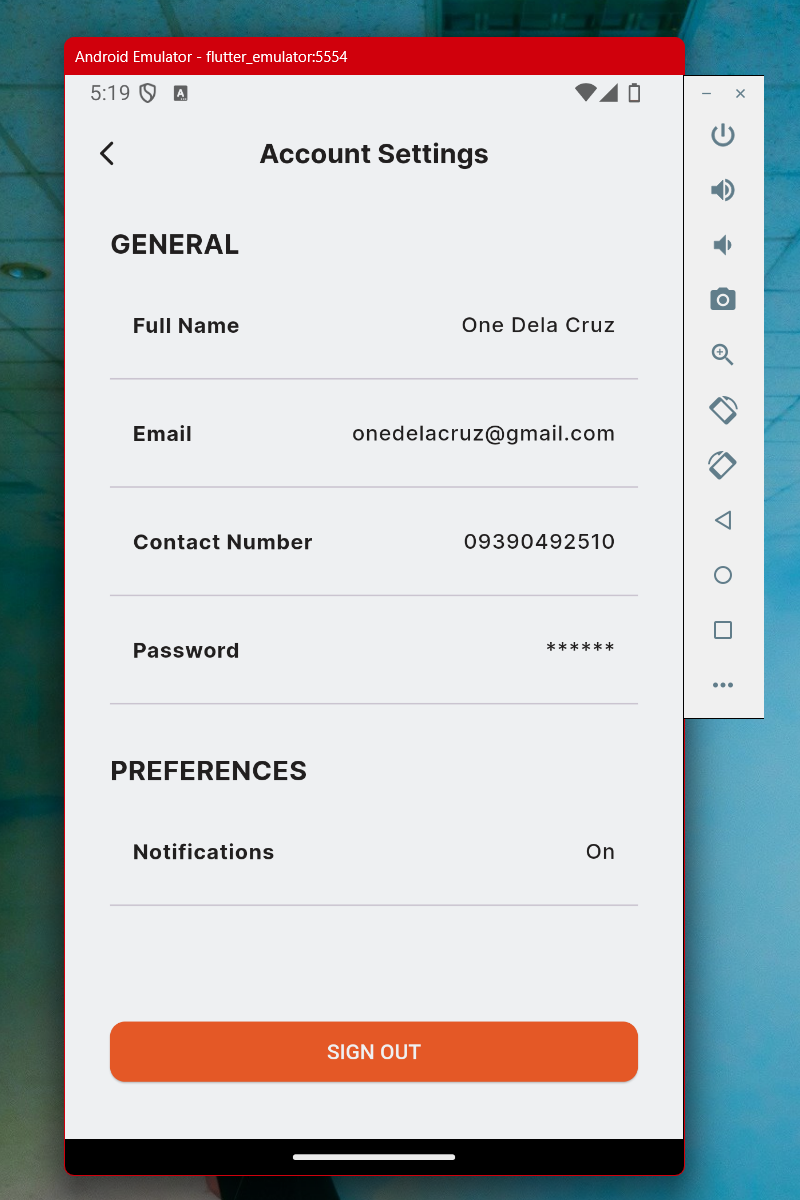 Android Emulator - flutter_emulator:5554
5:19
A
Account Settings
GENERAL
Full Name One Dela Cruz
Email onedelacruz@gmail.com
Contact Number 09390492510
Password ******
PREFERENCES
Notifications On
SIGN OUT